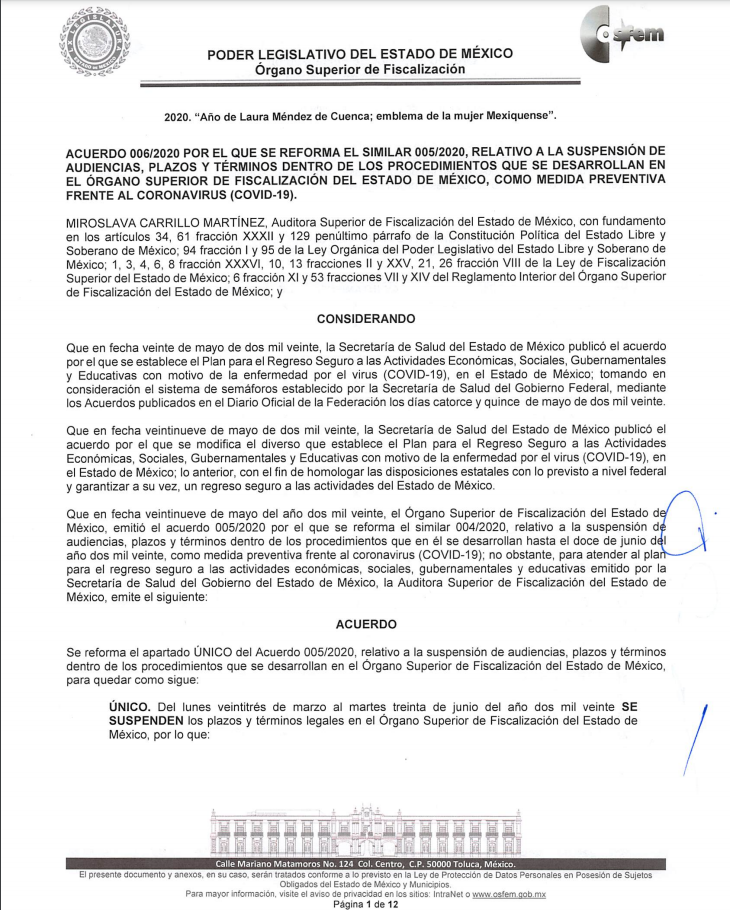 LEGISLATURA
osfem
PODER LEGISLATIVO DEL ESTADO DE MÉXICO
Órgano Superior de Fiscalización
2020. “Año de Laura Méndez de Cuenca; emblema de la mujer Mexiquense”.
ACUERDO 006/2020 POR EL QUE SE REFORMA EL SIMILAR 005/2020, RELATIVO A LA SUSPENSIÓN DE
AUDIENCIAS, PLAZOS Y TÉRMINOS DENTRO DE LOS PROCEDIMIENTOS QUE SE DESARROLLAN EN
EL ÓRGANO SUPERIOR DE FISCALIZACIÓN DEL ESTADO DE MÉXICO, COMO MEDIDA PREVENTIVA
FRENTE AL CORONAVIRUS (COVID-19).
MIROSLAVA CARRILLO MARTÍNEZ, Auditora Superior de Fiscalización del Estado de México, con fundamento
en los artículos 34, 61 fracción XXXII y 129 penúltimo párrafo de la Constitución Política del Estado Libre y
Soberano de México; 94 fracción I y 95 de la Ley Orgánica del Poder Legislativo del Estado Libre y Soberano de
México; 1, 3, 4, 6, 8 fracción XXXVI, 10, 13 fracciones II y XXV, 21, 26 fracción VIII de la Ley de Fiscalización
Superior del Estado de México; 6 fracción XI y 53 fracciones VII y XIV del Reglamento Interior del Órgano Superior
de Fiscalización del Estado de México; y
CONSIDERANDO
Que en fecha veinte de mayo de dos mil veinte, la Secretaría de Salud del Estado de México publicó el acuerdo
por el que se establece el Plan para el Regreso Seguro a las Actividades Económicas, Sociales, Gubernamentales
y Educativas con motivo de la enfermedad por el virus (COVID-19), en el Estado de México; tomando en
consideración el sistema de semáforos establecido por la Secretaría de Salud del Gobierno Federal, mediante
los Acuerdos publicados en el Diario Oficial de la Federación los días catorce y quince de mayo de dos mil veinte.
Que en fecha veintinueve de mayo de dos mil veinte, la Secretaría de Salud del Estado de México publicó el
acuerdo por el que se modifica el diverso que establece el Plan para el Regreso Seguro a las Actividades
Económicas, Sociales, Gubernamentales y Educativas con motivo de la enfermedad por el virus (COVID-19), en
el Estado de México; lo anterior, con el fin de homologar las disposiciones estatales con lo previsto a nivel federal
y garantizar a su vez, un regreso seguro a las actividades del Estado de México.
Que en fecha veintinueve de mayo del año dos mil veinte, el Órgano Superior de Fiscalización del Estado de
México, emitió el acuerdo 005/2020 por el que se reforma el similar 004/2020, relativo a la suspensión de
audiencias, plazos y términos dentro de los procedimientos que en él se desarrollan hasta el doce de junio del
año dos mil veinte, como medida preventiva frente al coronavirus (COVID-19); no obstante, para atender al plan
para el regreso seguro a las actividades económicas, sociales, gubernamentales y educativas emitido por la
Secretaría de Salud del Gobierno del Estado de México, la Auditora Superior de Fiscalización del Estado de
México, emite el siguiente:
ACUERDO
Se reforma el apartado ÚNICO del Acuerdo 005/2020, relativo a la suspensión de audiencias, plazos y términos
dentro de los procedimientos que se desarrollan en el Órgano Superior de Fiscalización del Estado de México,
para quedar como sigue:
ÚNICO. Del lunes veintitrés de marzo al martes treinta de junio del año dos mil veinte SE
SUSPENDEN los plazos y términos legales en el Órgano Superior de Fiscalización del Estado de
México, por lo que:
Calle Mariano Matamoros No. 124 Col. Centro, C.P. 50000 Toluca, México.
El presente documento y anexos, en su caso, serán tratados conforme a lo previsto en la Ley de Protección de Datos Personales en Posesión de Sujetos
Obligados del Estado de México y Municipios.
Para mayor información, visite el aviso de privacidad en los sitios: IntraNet o www.osfem.gob.mx
Página 1 de 12